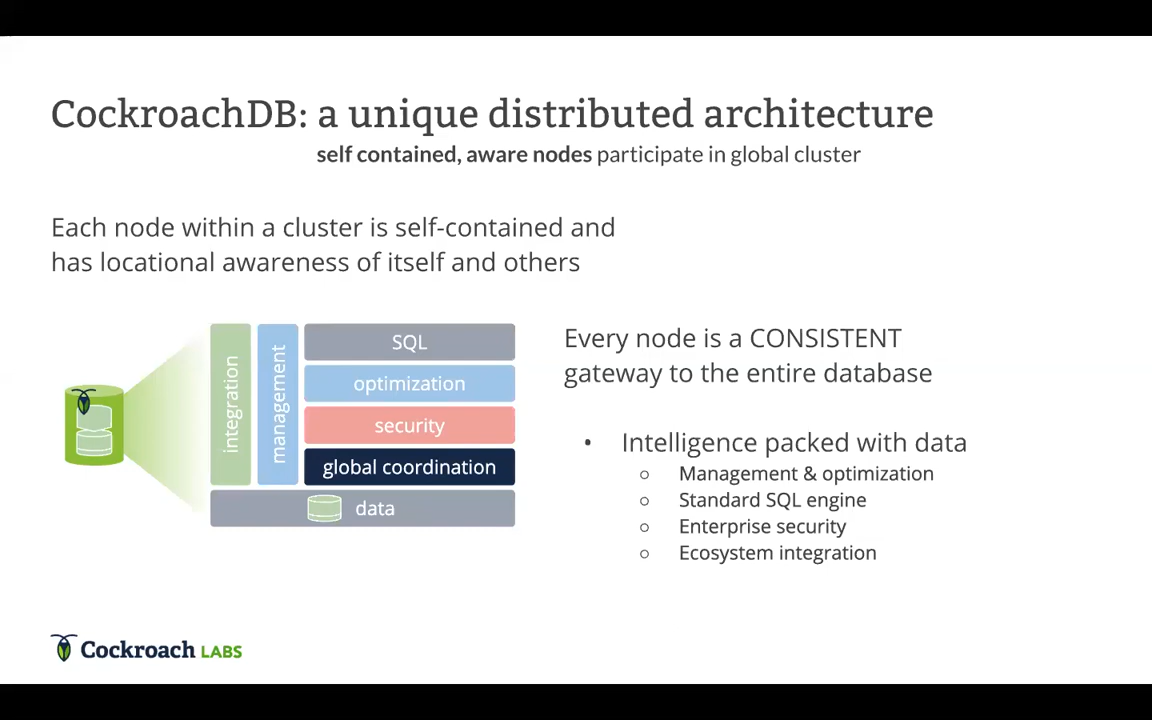 CockroachDB: a unique distributed architecture
self contained, aware nodes participate in global cluster
Each node within a cluster is self-contained and
has locational awareness of itself and others
integration
management
SQL
optimization
security
global coordination
data
Every node is a CONSISTENT
gateway to the entire database
• Intelligence packed with data
○ Management & optimization
○ Standard SQL engine
○ Enterprise security
○ Ecosystem integration
Cockroach LABS